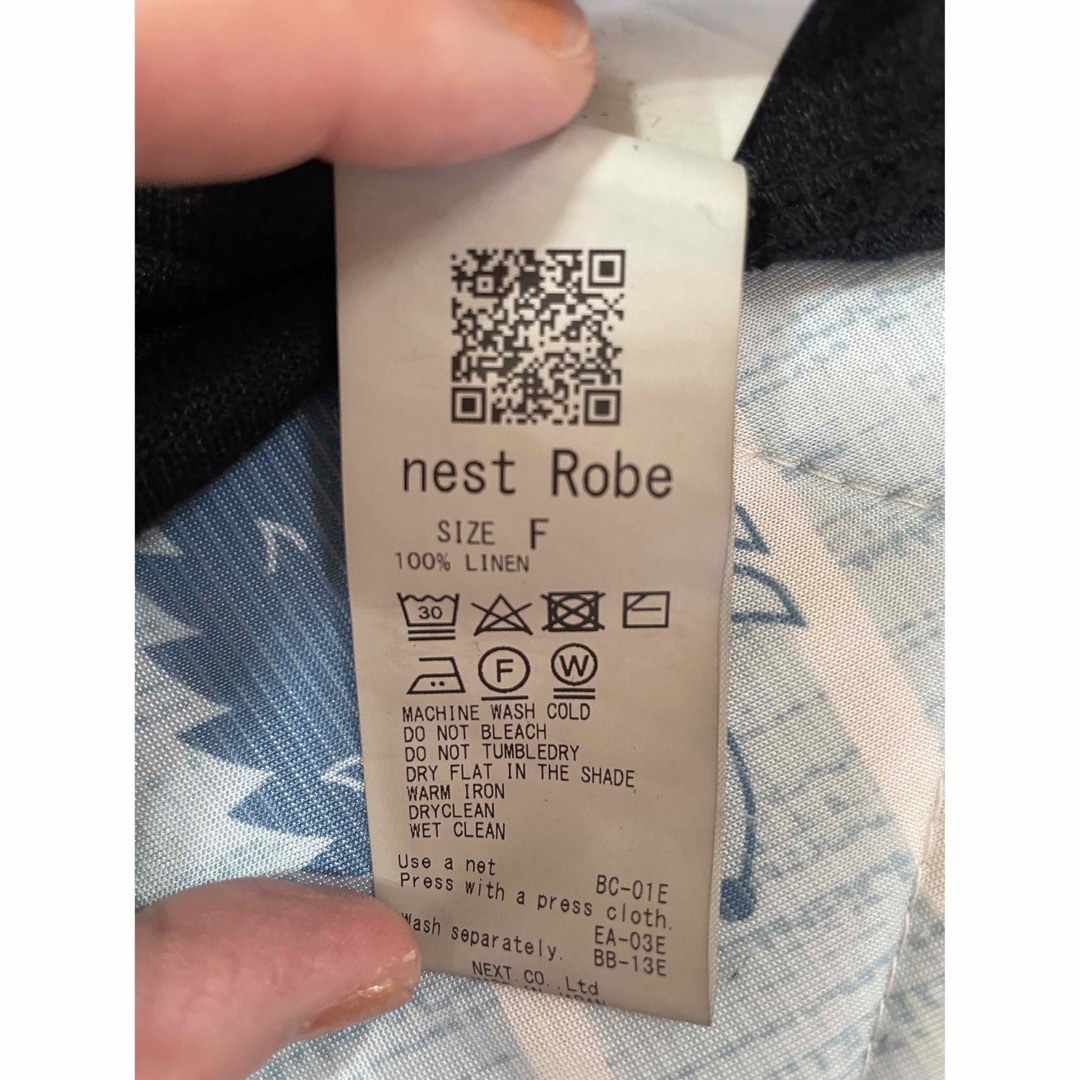 nest Robe
SIZE F
100% LINEN
30
F W
MACHINE WASH COLD
DO NOT BLEACH
DO NOT TUMBLEDRY
DRY FLAT IN THE SHADE
WARM IRON
DRYCLEAN
WET CLEAN
Use a net BC-01E
Press with a press cloth.
EA-03E
Wash separately. BB-13E
NEXT.CO.,Ltd